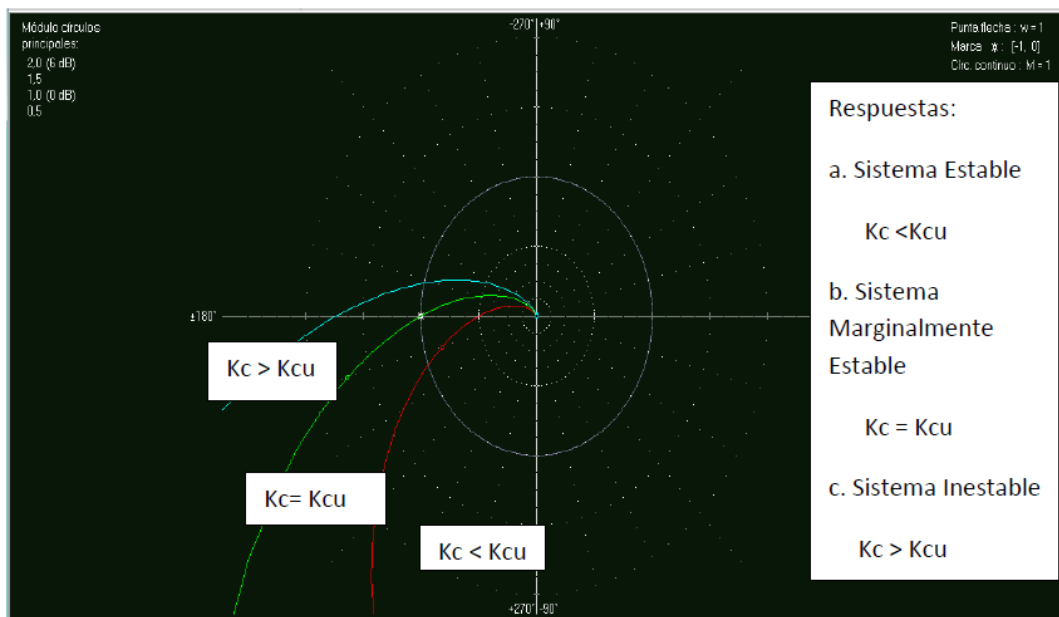 Módulo círculos
principales:
2,0 (6 dB)
1,5
1,0 (0 dB)
0,5
-270°|+90°
Punta flecha : w = 1
Marca ¤ : [-1, 0]
Circ. continuo : M = 1
±180°
Kc > Kcu
Kc= Kcu
Kc < Kcu
+270°|-90°
Respuestas:
a. Sistema Estable
Kc <Kcu
b. Sistema
Marginalmente
Estable
Kc = Kcu
c. Sistema Inestable
Kc > Kcu